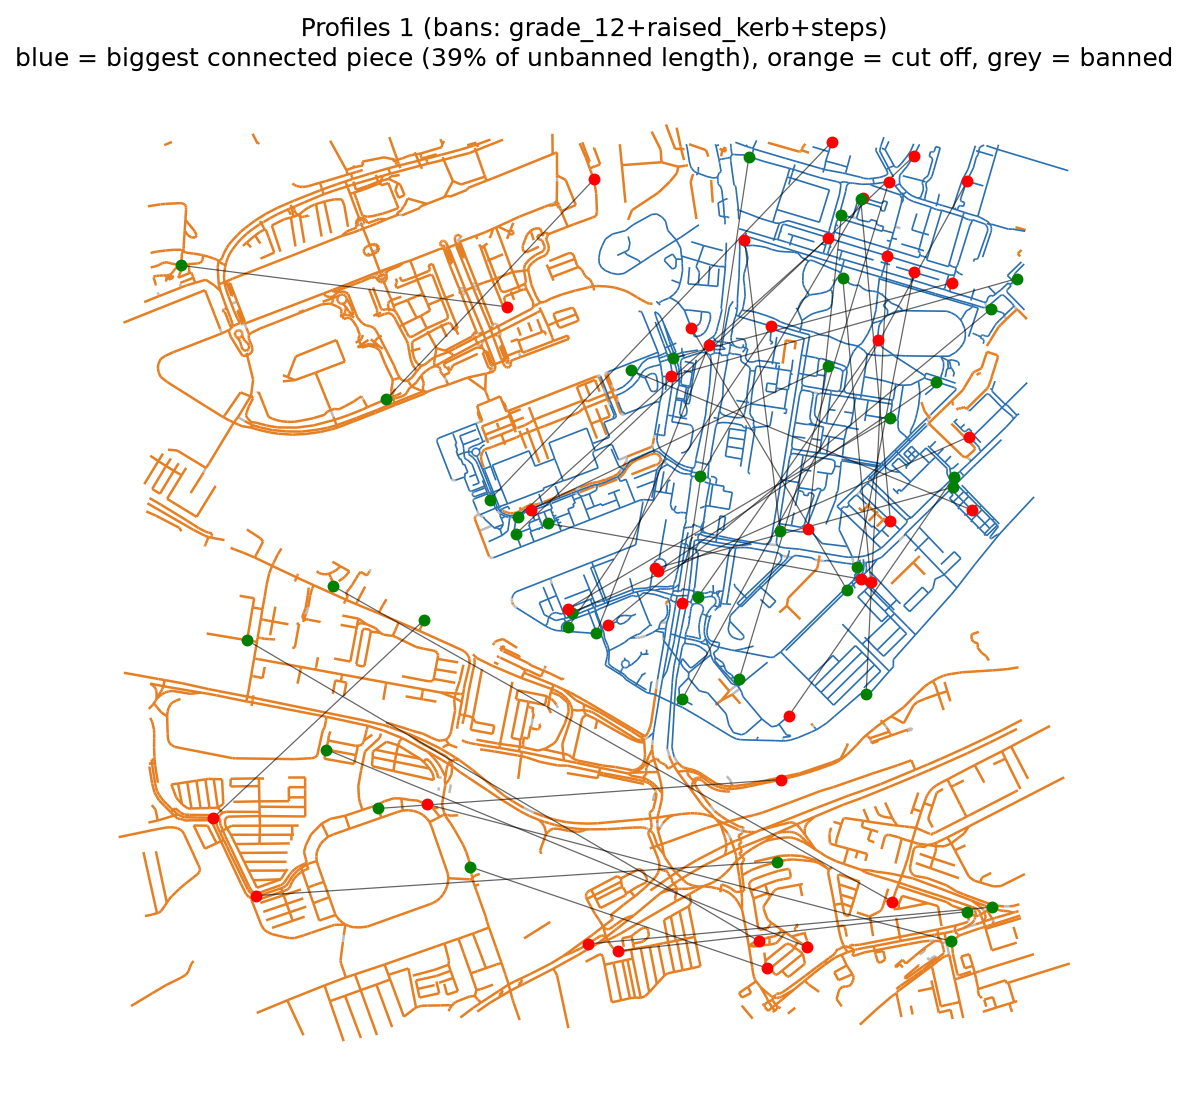 Profiles 1 (bans: grade_12+raised_kerb+steps)
blue = biggest connected piece (39% of unbanned length), orange = cut off, grey = banned